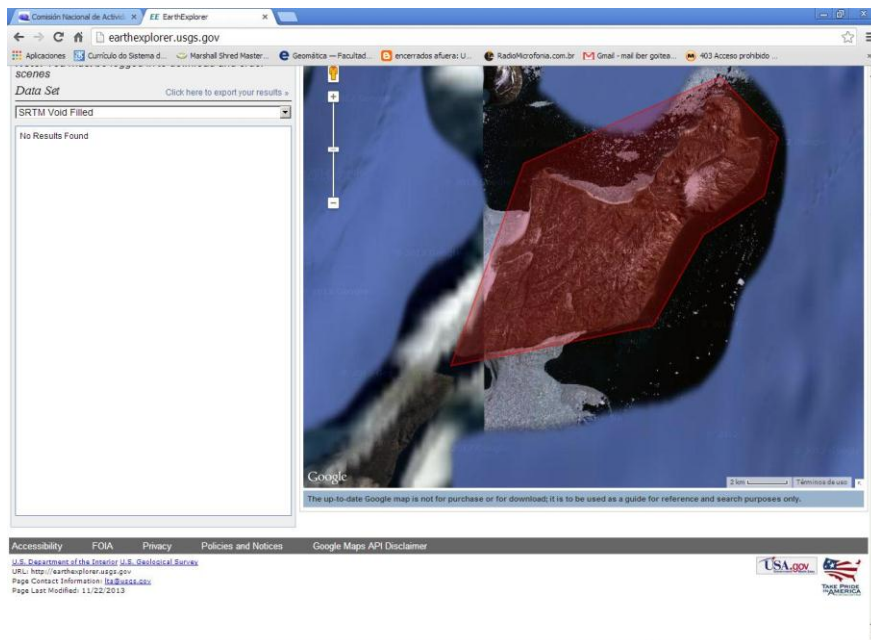 Comisión Nacional de Activid
EE EarthExplorer
earthexplorer.usgs.gov
Aplicaciones
Currículo do Sistema d...
Marshall Shred Master...
Geomática — Facultad...
encerrados afuera: U...
RadioMicrofonia.com.br
Gmail - mail iber goitea...
403 Acceso prohibido ...
scenes
Data Set
Click here to export your results »
SRTM Void Filled
No Results Found
Google
2 km
Términos de uso
The up-to-date Google map is not for purchase or for download; it is to be used as a guide for reference and search purposes only.
Accessibility FOIA Privacy Policies and Notices Google Maps API Disclaimer
U.S. Department of the Interior U.S. Geological Survey
URL: http://earthexplorer.usgs.gov
Page Contact Information: lta@usgs.gov
Page Last Modified: 11/22/2013
USA.gov
TAKE PRIDE
IN AMERICA